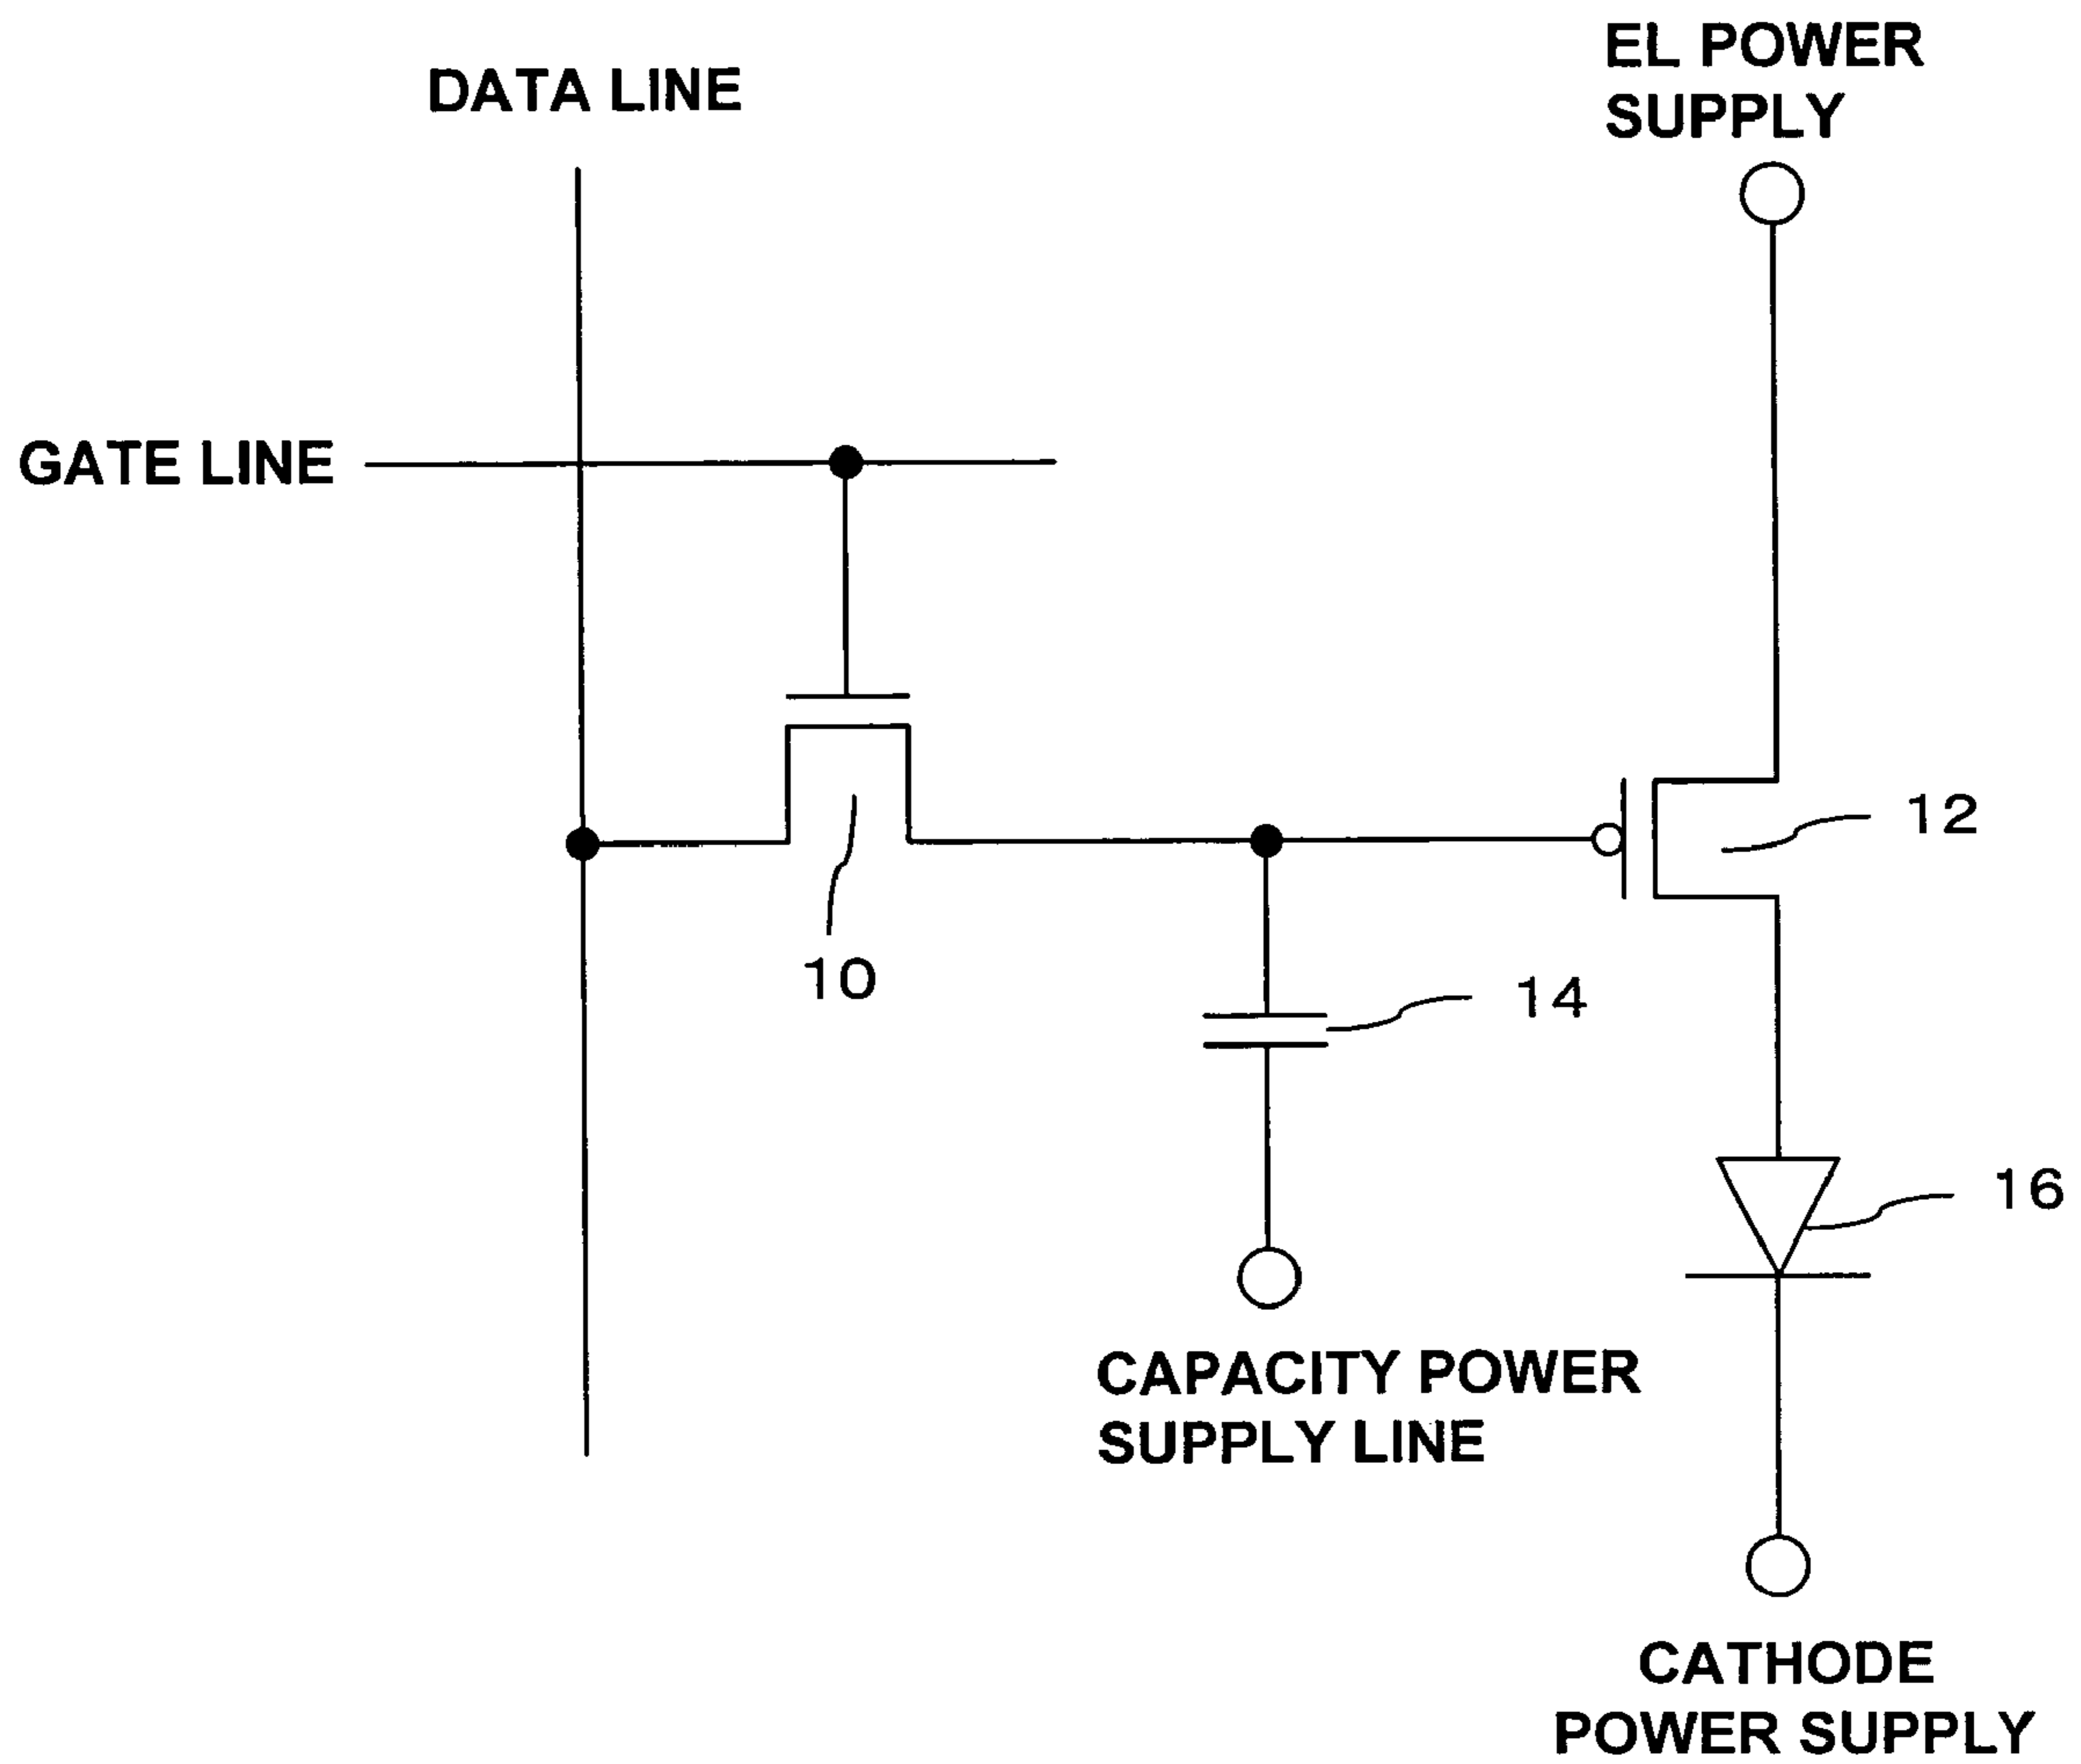 EL POWER
SUPPLY
DATA LINE
GATE LINE
12
10
14
16
CAPACITY POWER
SUPPLY LINE
CATHODE
POWER SUPPLY